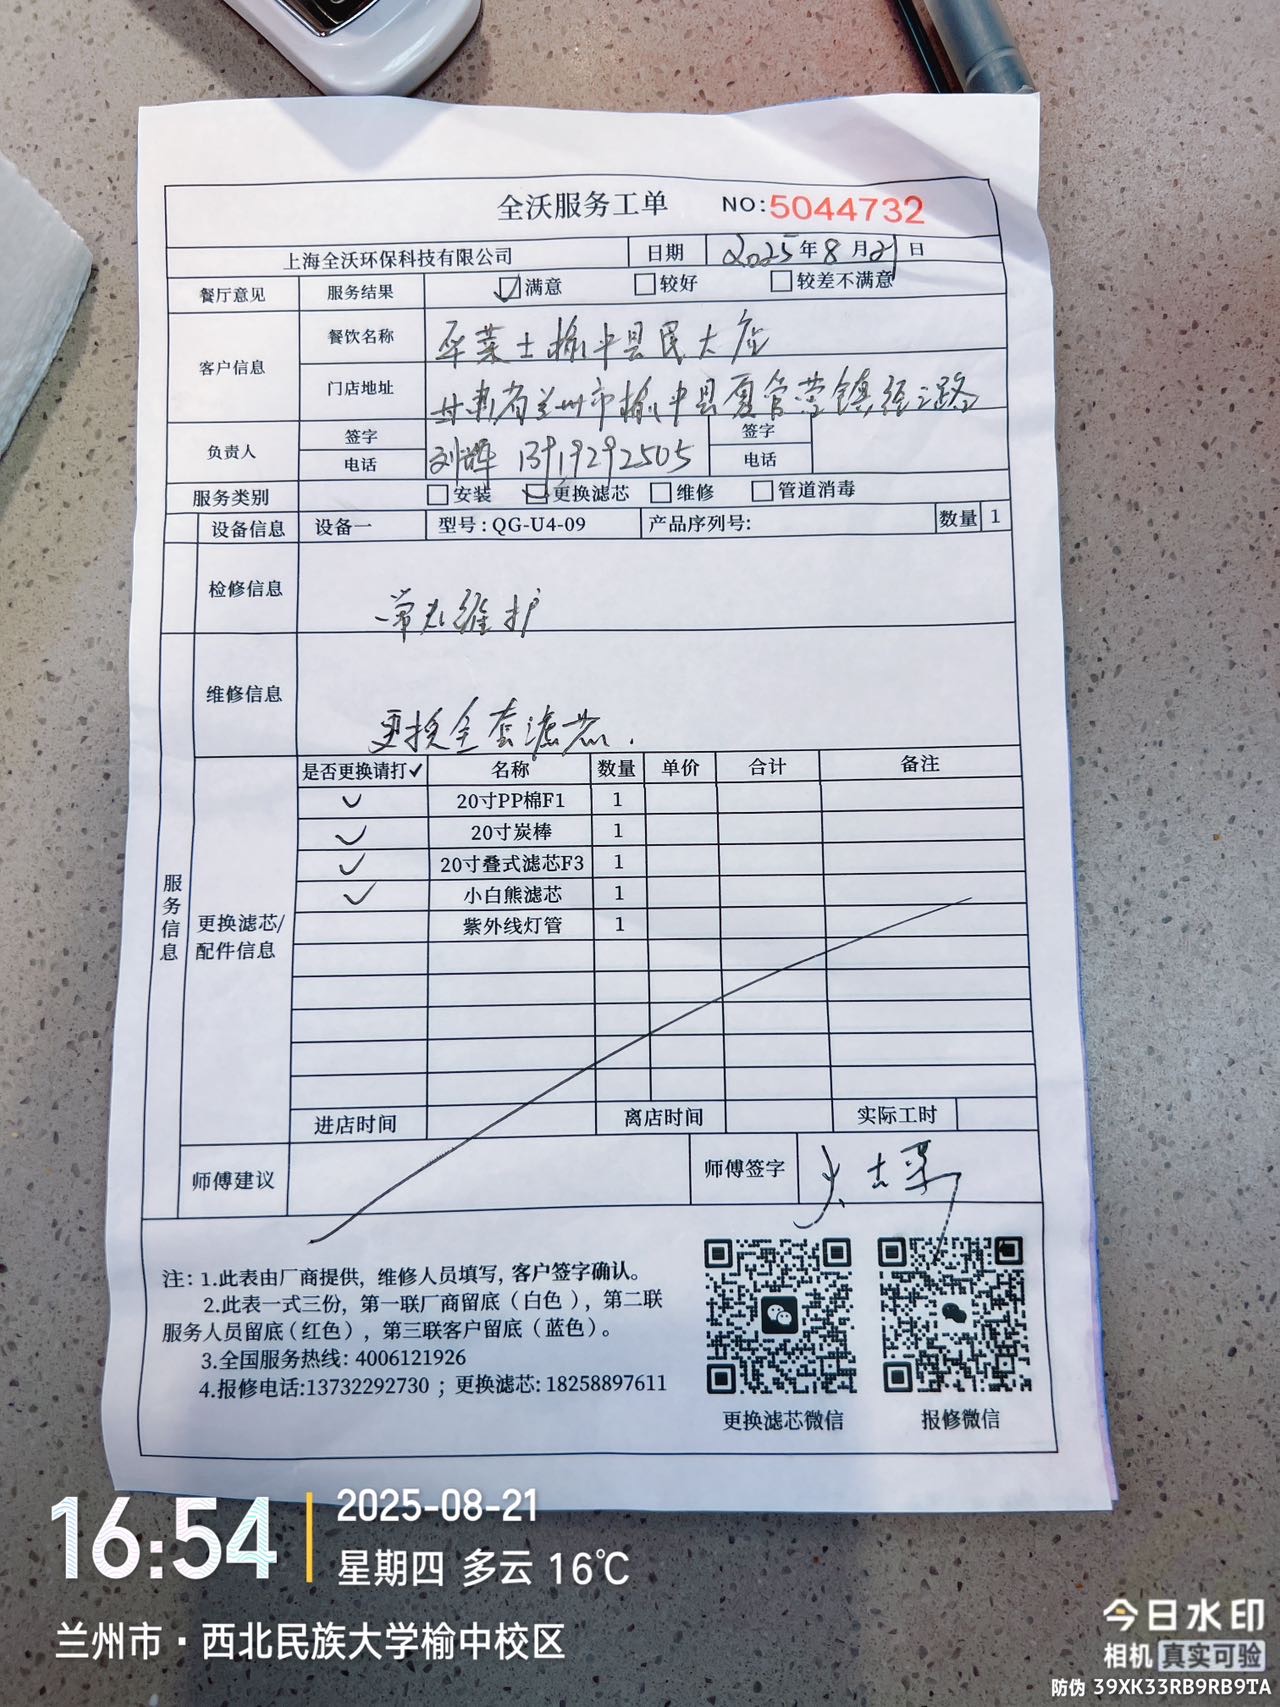 全沃服务工单 NO:5044732
上海全沃环保科技有限公司 日期 2025年8月21日
餐厅意见 服务结果 满意 较好 较差不满意
客户信息 餐饮名称 华莱士榆中县民大店
门店地址 甘肃省兰州市榆中县夏官营镇经三路
负责人 签字 刘辉 签字
电话 13919292505 电话
服务类别 安装 更换滤芯 维修 管道消毒
设备信息 设备一 型号:QG-U4-09 产品序列号: 数量 1
检修信息 常规维护
维修信息 更换全套滤芯.
服务信息
更换滤芯/配件信息
是否更换请打✓ 名称 数量 单价 合计 备注
✓ 20寸PP棉F1 1
✓ 20寸炭棒 1
✓ 20寸叠式滤芯F3 1
✓ 小白熊滤芯 1
紫外线灯管 1
进店时间 离店时间 实际工时
师傅建议 师傅签字
注: 1.此表由厂商提供, 维修人员填写, 客户签字确认。
2.此表一式三份, 第一联厂商留底(白色), 第二联
服务人员留底(红色), 第三联客户留底(蓝色)。
3.全国服务热线: 4006121926
4.报修电话:13732292730 ; 更换滤芯: 18258897611
更换滤芯微信 报修微信
16:54 2025-08-21
星期四 多云 16℃
兰州市·西北民族大学榆中校区
今日水印
相机 真实可验
防伪 39XK33RB9RB9TA